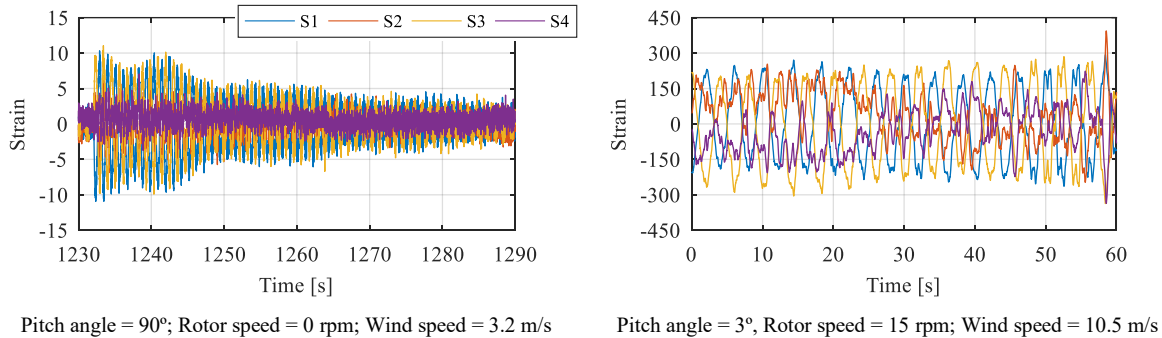 S1 S2 S3 S4
15
10
5
0
-5
-10
-15
Strain
1230 1240 1250 1260 1270 1280 1290
Time [s]
Pitch angle = 90º; Rotor speed = 0 rpm; Wind speed = 3.2 m/s
450
300
150
0
-150
-300
-450
Strain
0 10 20 30 40 50 60
Time [s]
Pitch angle = 3º, Rotor speed = 15 rpm; Wind speed = 10.5 m/s